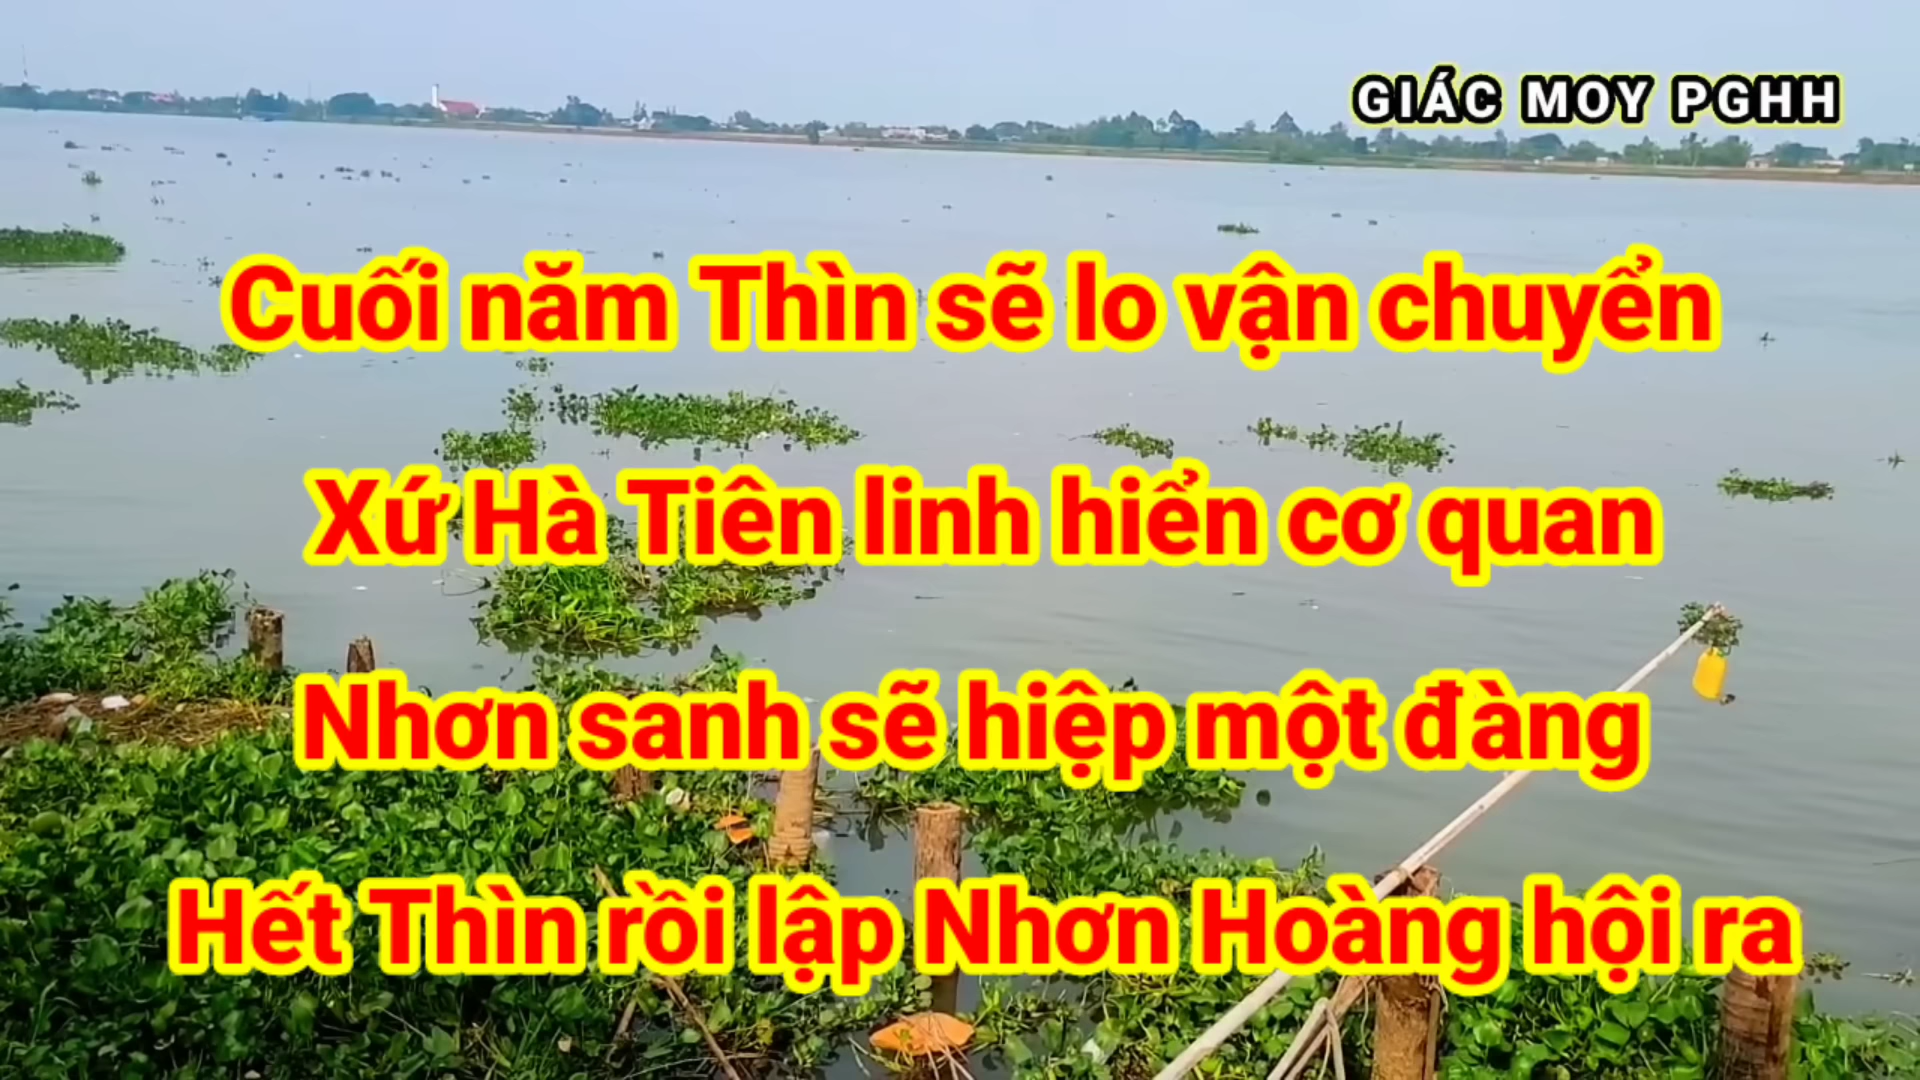 GIÁC MOY PGHH
Cuối năm Thìn sẽ lo vận chuyển
Xứ Hà Tiên linh hiển cơ quan
Nhơn sanh sẽ hiệp một đàng
Hết Thìn rồi lập Nhơn Hoàng hội ra